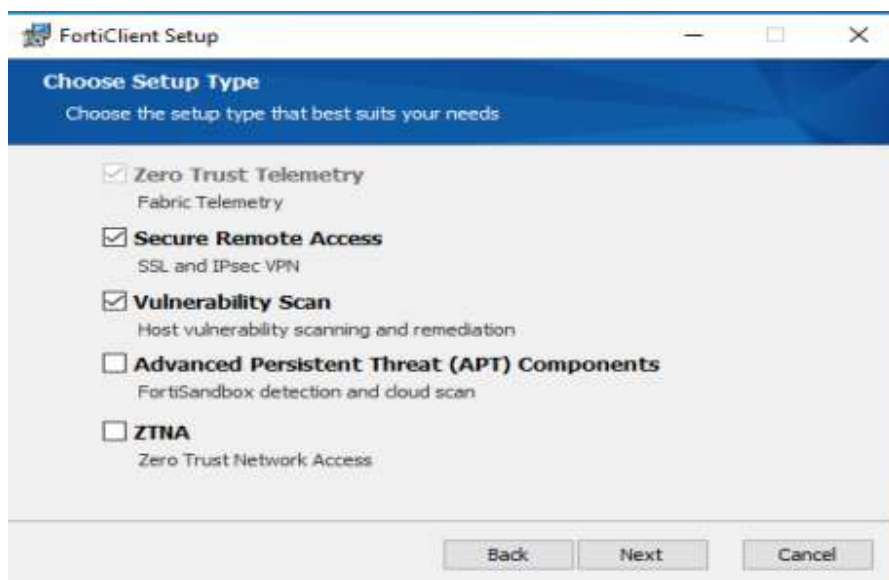 FortiClient Setup
Choose Setup Type
Choose the setup type that best suits your needs
Zero Trust Telemetry
Fabric Telemetry
Secure Remote Access
SSL and IPsec VPN
Vulnerability Scan
Host vulnerability scanning and remediation
Advanced Persistent Threat (APT) Components
FortiSandbox detection and cloud scan
ZTNA
Zero Trust Network Access
Back Next Cancel